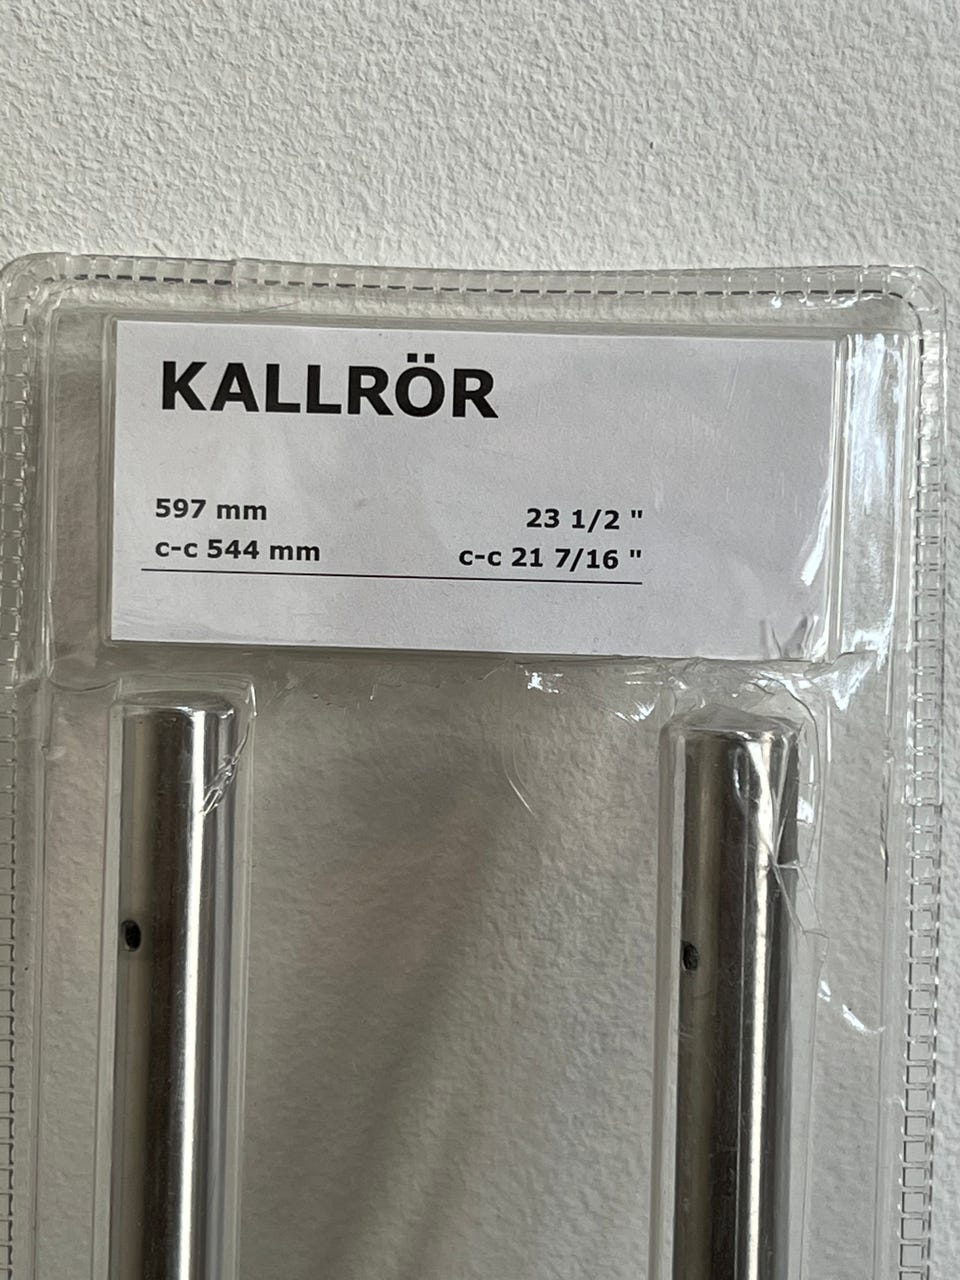 KALLRÖR
597 mm 23 1/2 "
c-c 544 mm c-c 21 7/16 "